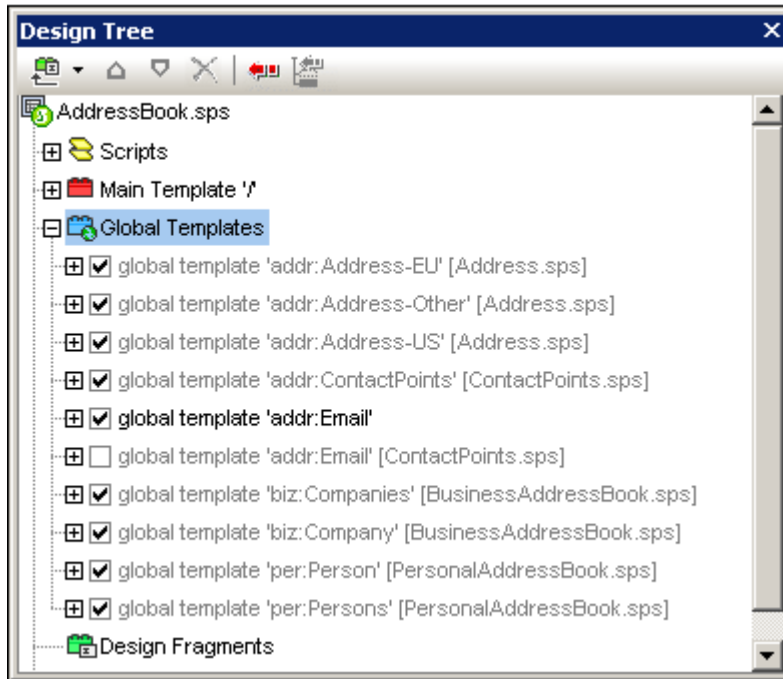 Design Tree
AddressBook.sps
Scripts
Main Template '/'
Global Templates
global template 'addr:Address-EU' [Address.sps]
global template 'addr:Address-Other' [Address.sps]
global template 'addr:Address-US' [Address.sps]
global template 'addr:ContactPoints' [ContactPoints.sps]
global template 'addr:Email'
global template 'addr:Email' [ContactPoints.sps]
global template 'biz:Companies' [BusinessAddressBook.sps]
global template 'biz:Company' [BusinessAddressBook.sps]
global template 'per:Person' [PersonalAddressBook.sps]
global template 'per:Persons' [PersonalAddressBook.sps]
Design Fragments